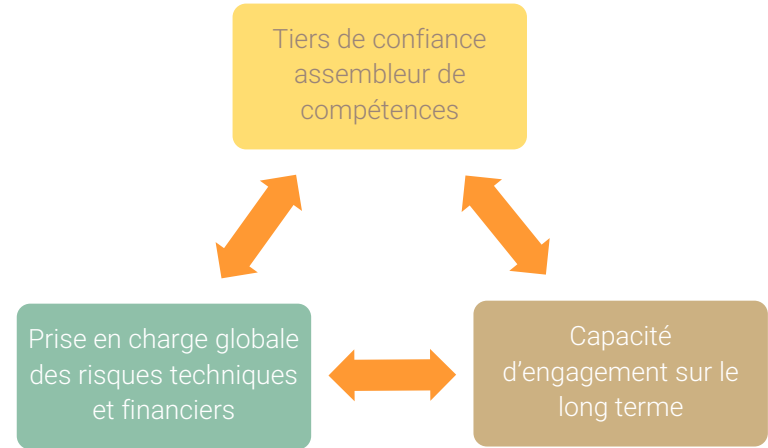 Tiers de confiance
assembleur de
compétences
Prise en charge globale
des risques techniques
et financiers
Capacité
d’engagement sur le
long terme